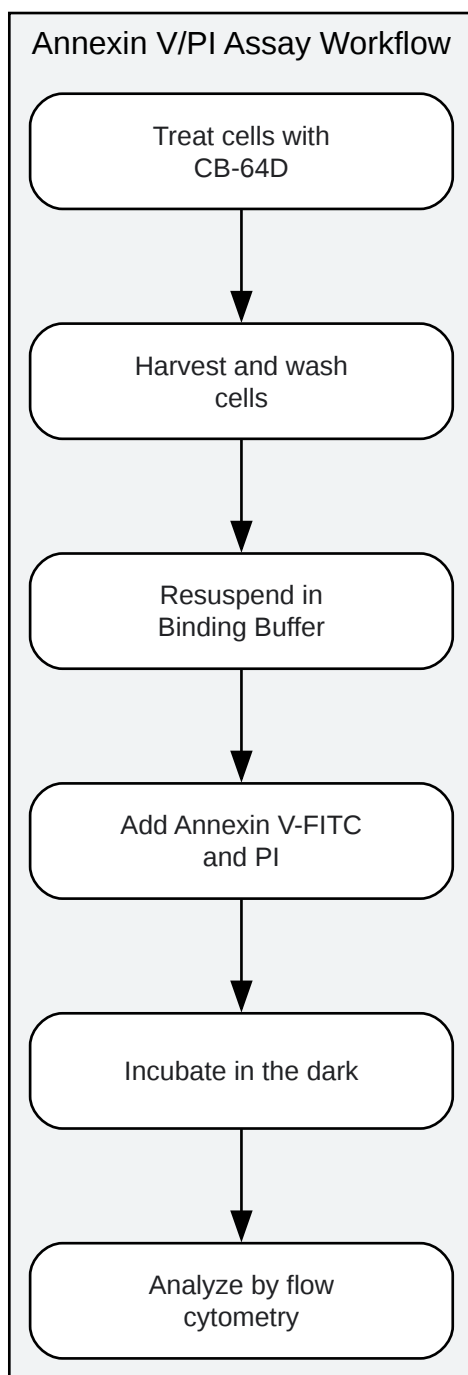 Annexin V/PI Assay Workflow
Treat cells with
CB-64D
Harvest and wash
cells
Resuspend in
Binding Buffer
Add Annexin V-FITC
and PI
Incubate in the dark
Analyze by flow
cytometry